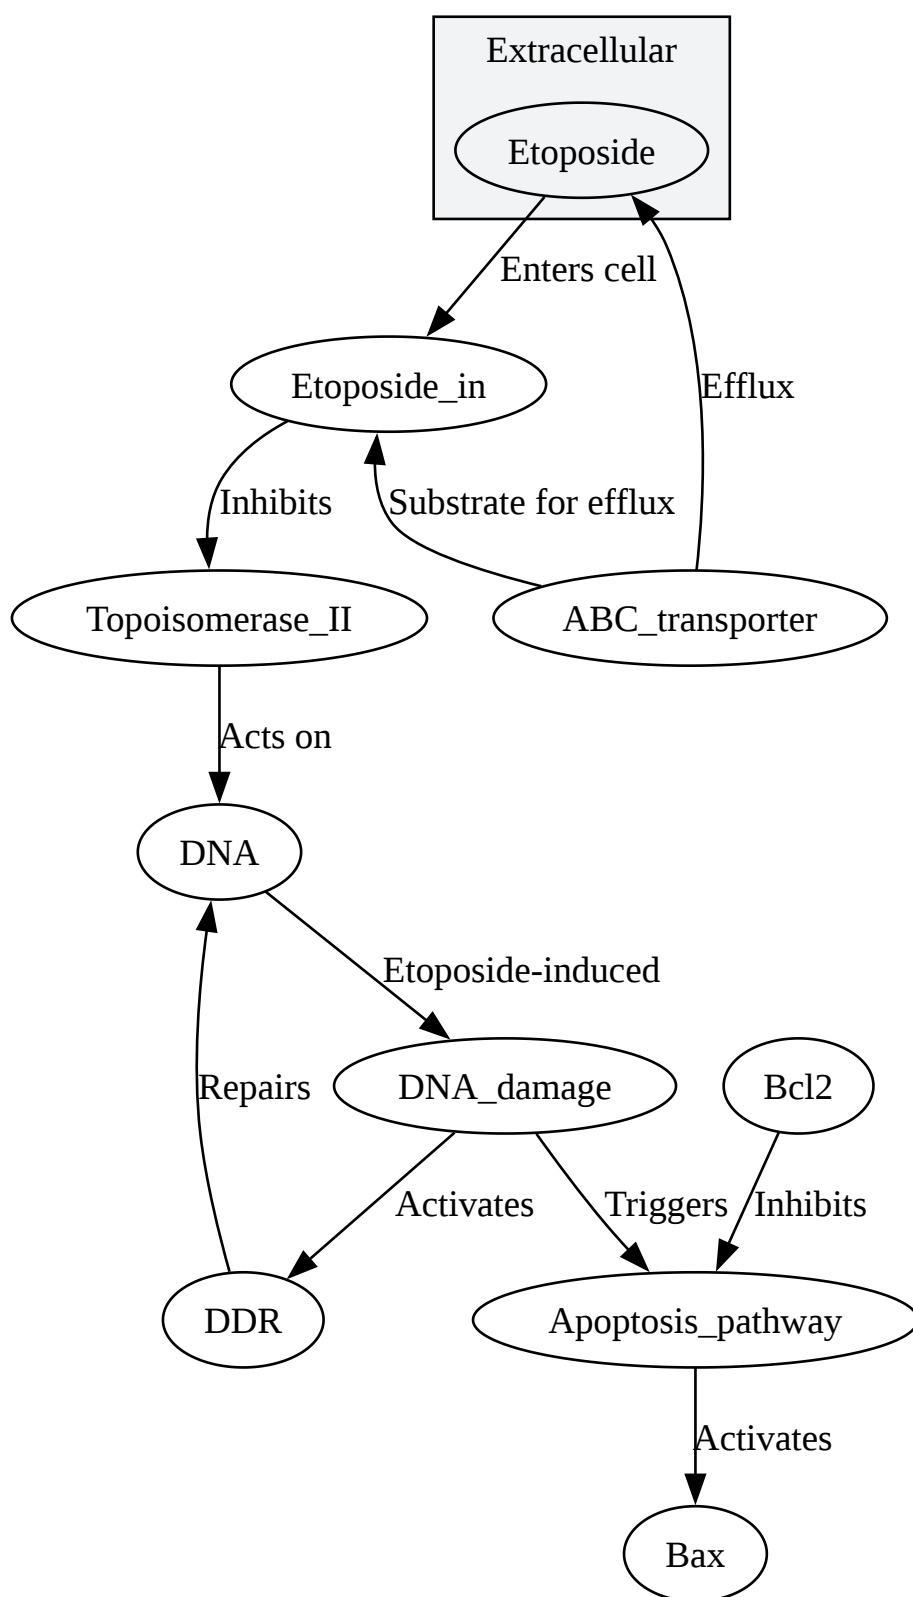 Extracellular
Etoposide
Enters cell
Etoposide_in
Efflux
Inhibits
Substrate for efflux
Topoisomerase_II
ABC_transporter
Acts on
DNA
Etoposide-induced
Repairs
DNA_damage
Bcl2
Activates
Triggers
Inhibits
DDR
Apoptosis_pathway
Activates
Bax